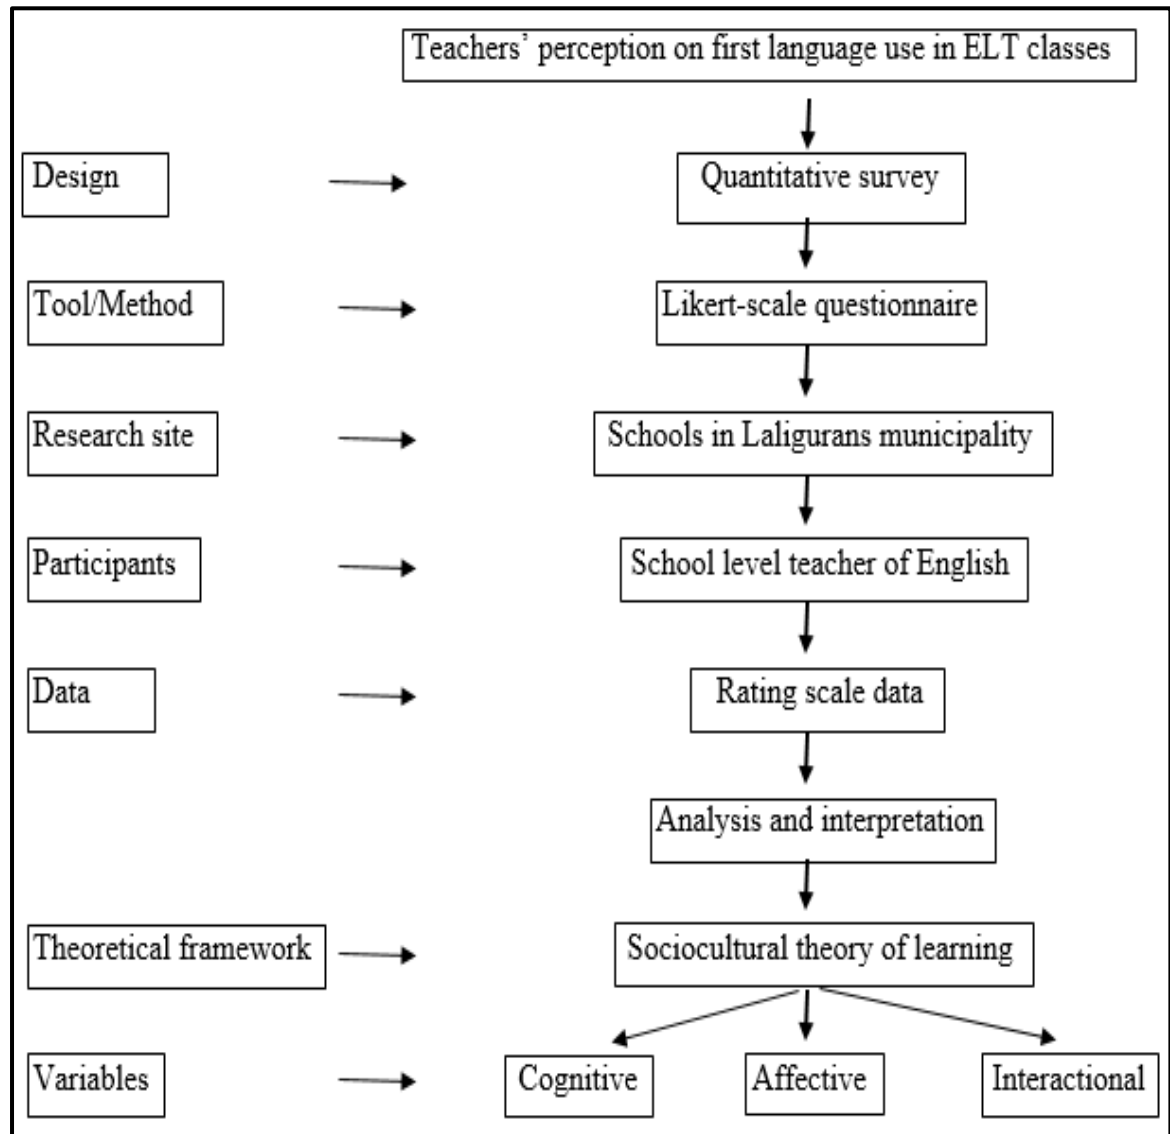 Teachers’ perception on first language use in ELT classes
Design
Quantitative survey
Tool/Method
Likert-scale questionnaire
Research site
Schools in Laligurans municipality
Participants
School level teacher of English
Data
Rating scale data
Analysis and interpretation
Theoretical framework
Sociocultural theory of learning
Variables
Cognitive
Affective
Interactional